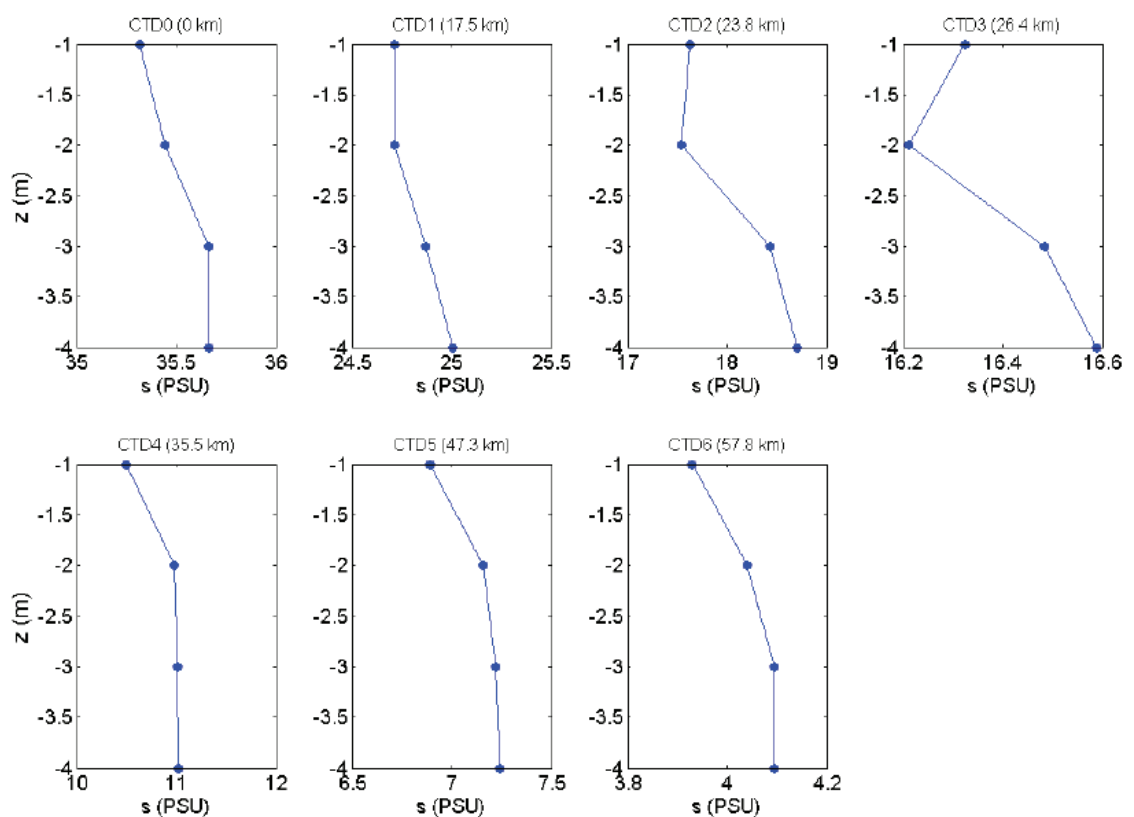 CTD0 (0 km) CTD1 (17.5 km) CTD2 (23.8 km) CTD3 (26.4 km)
-1 -1 -1 -1
-1.5 -1.5 -1.5 -1.5
-2 -2 -2 -2
z (m)
-2.5 -2.5 -2.5 -2.5
-3 -3 -3 -3
-3.5 -3.5 -3.5 -3.5
-4 -4 -4 -4
35 35.5 36 24.5 25 25.5 17 18 19 16.2 16.4 16.6
s (PSU) s (PSU) s (PSU) s (PSU)
CTD4 (35.5 km) CTD5 (47.3 km) CTD6 (57.8 km)
-1 -1 -1
-1.5 -1.5 -1.5
-2 -2 -2
z (m)
-2.5 -2.5 -2.5
-3 -3 -3
-3.5 -3.5 -3.5
-4 -4 -4
10 11 12 6.5 7 7.5 3.8 4 4.2
s (PSU) s (PSU) s (PSU)